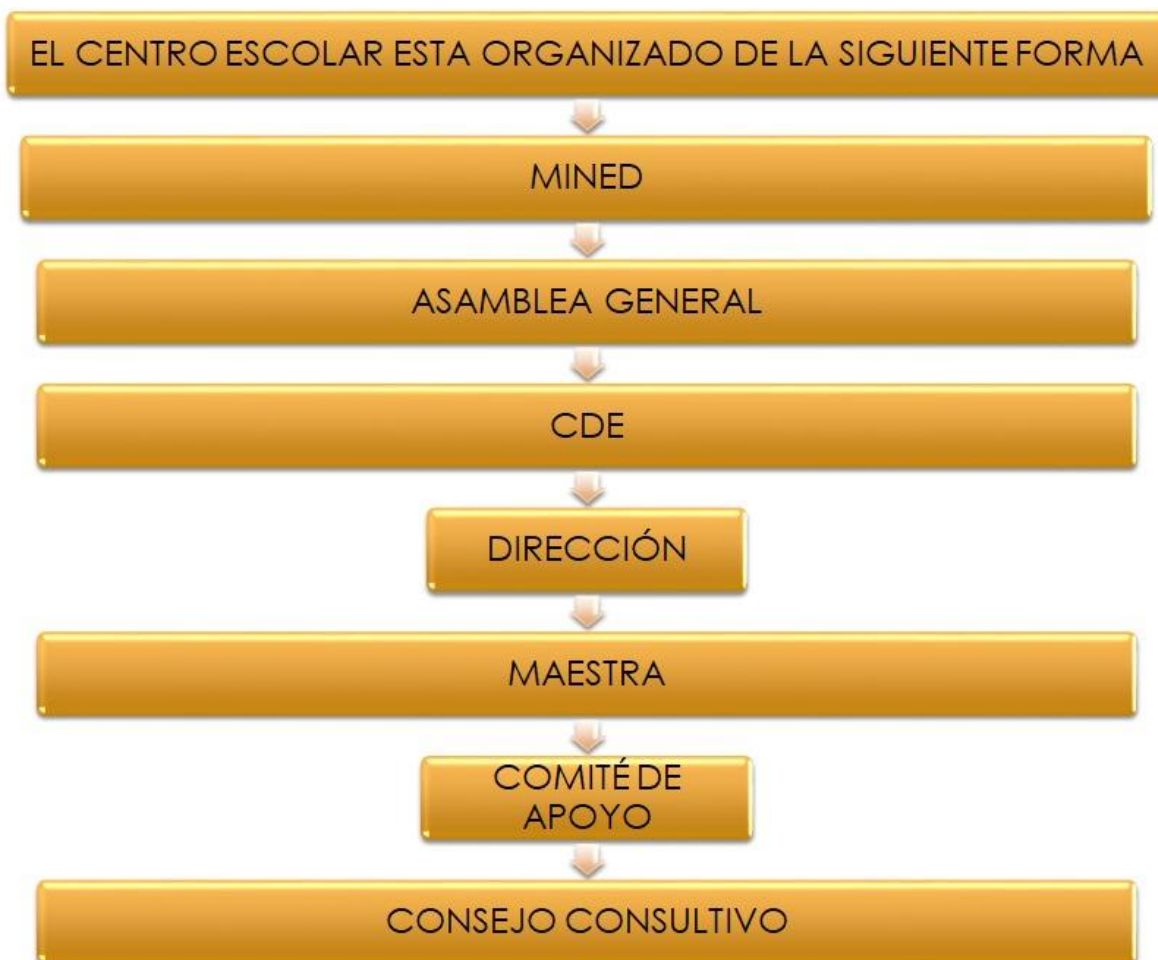 EL CENTRO ESCOLAR ESTA ORGANIZADO DE LA SIGUIENTE FORMA
MINED
ASAMBLEA GENERAL
CDE
DIRECCIÓN
MAESTRA
COMITÉ DE
APOYO
CONSEJO CONSULTIVO